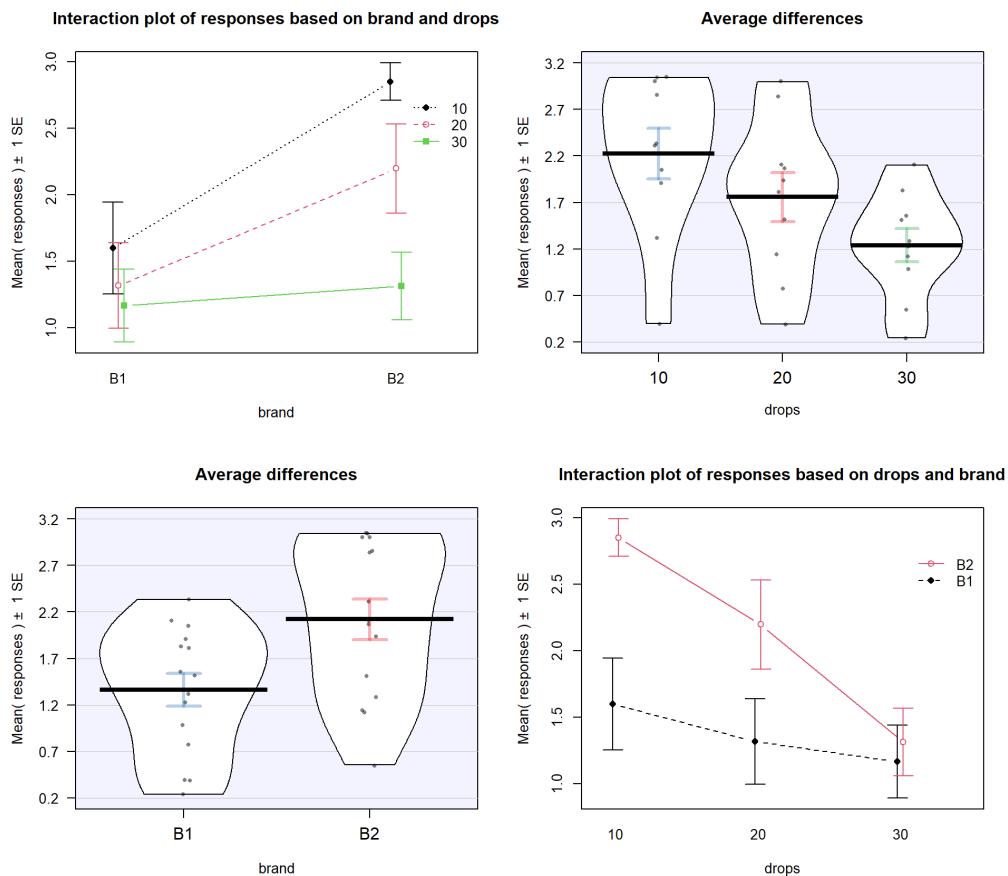 Interaction plot of responses based on brand and drops
Mean( responses ) ± 1 SE
3.0
2.5
2.0
1.5
1.0
10
20
30
B1
B2
brand
Average differences
Mean( responses ) ± 1 SE
3.2
2.7
2.2
1.7
1.2
0.7
0.2
10
20
30
drops
Average differences
Mean( responses ) ± 1 SE
3.2
2.7
2.2
1.7
1.2
0.7
0.2
B1
B2
brand
Interaction plot of responses based on drops and brand
Mean( responses ) ± 1 SE
3.0
2.5
2.0
1.5
1.0
B2
B1
10
20
30
drops